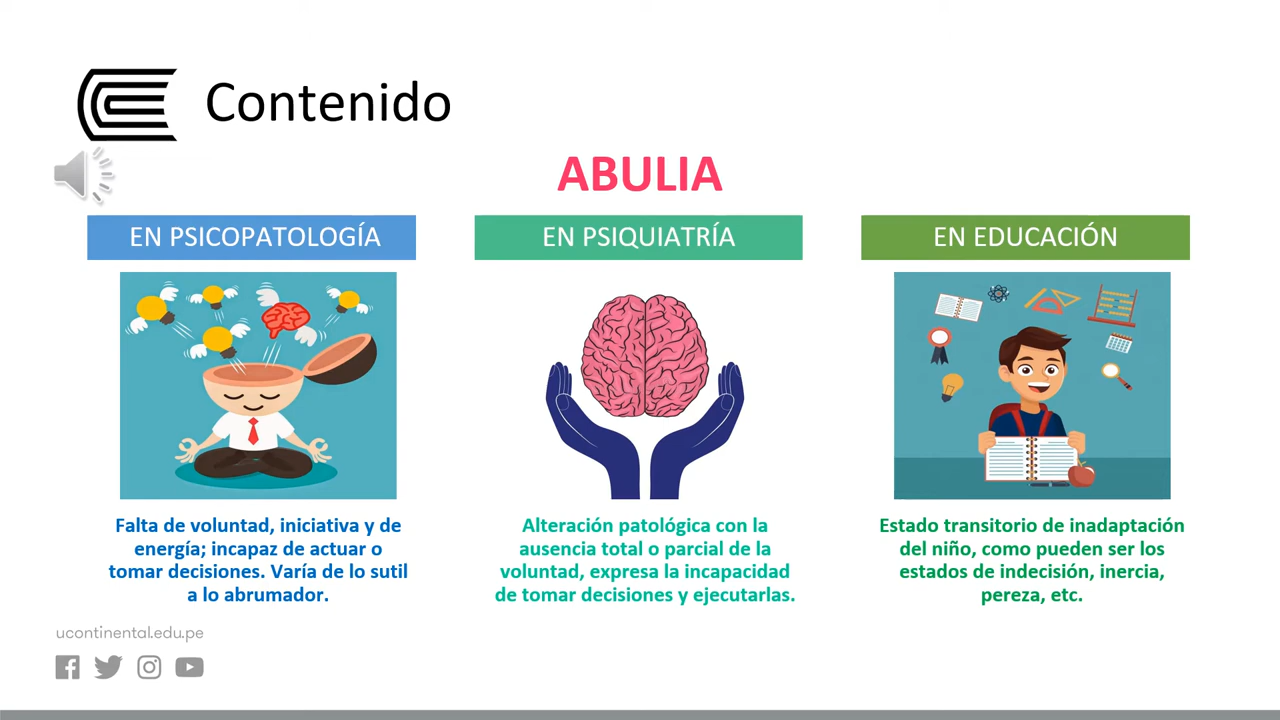 Contenido
ABULIA
EN PSICOPATOLOGÍA
Falta de voluntad, iniciativa y de
energía; incapaz de actuar o
tomar decisiones. Varía de lo sutil
a lo abrumador.
EN PSIQUIATRÍA
Alteración patológica con la
ausencia total o parcial de la
voluntad, expresa la incapacidad
de tomar decisiones y ejecutarlas.
EN EDUCACIÓN
Estado transitorio de inadaptación
del niño, como pueden ser los
estados de indecisión, inercia,
pereza, etc.
ucontinental.edu.pe